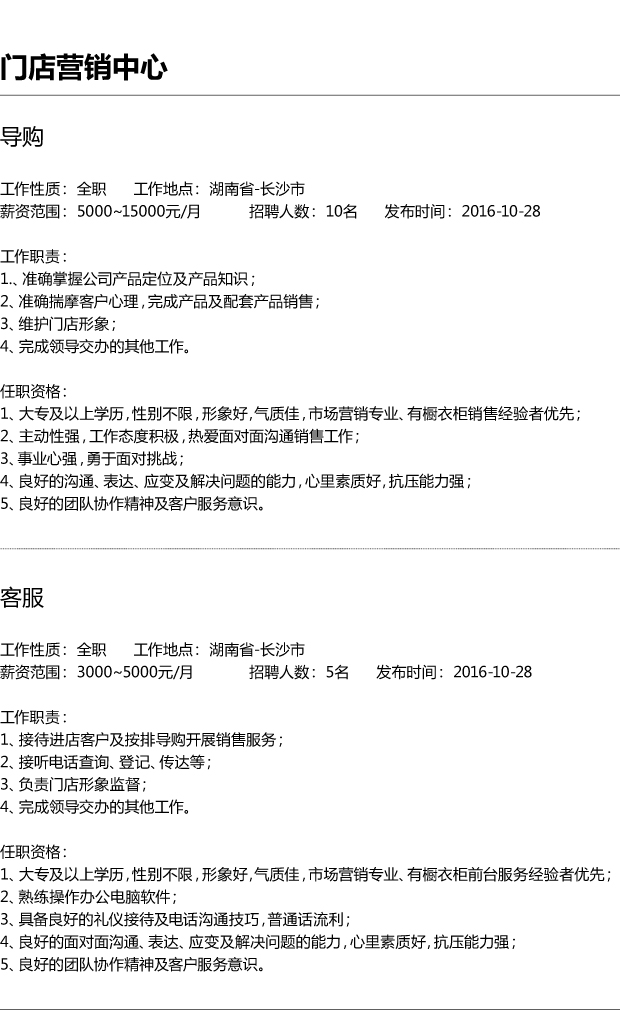 门店营销中心
导购
工作性质：全职 工作地点：湖南省-长沙市
薪资范围：5000~15000元/月 招聘人数：10名 发布时间：2016-10-28
工作职责：
1.、准确掌握公司产品定位及产品知识；
2、准确揣摩客户心理，完成产品及配套产品销售；
3、维护门店形象；
4、完成领导交办的其他工作。
任职资格：
1、大专及以上学历，性别不限，形象好，气质佳，市场营销专业、有橱衣柜销售经验者优先；
2、主动性强，工作态度积极，热爱面对面沟通销售工作；
3、事业心强，勇于面对挑战；
4、良好的沟通、表达、应变及解决问题的能力，心里素质好，抗压能力强；
5、良好的团队协作精神及客户服务意识。
客服
工作性质：全职 工作地点：湖南省-长沙市
薪资范围：3000~5000元/月 招聘人数：5名 发布时间：2016-10-28
工作职责：
1、接待进店客户及按排导购开展销售服务；
2、接听电话查询、登记、传达等；
3、负责门店形象监督；
4、完成领导交办的其他工作。
任职资格：
1、大专及以上学历，性别不限，形象好，气质佳，市场营销专业、有橱衣柜前台服务经验者优先；
2、熟练操作办公电脑软件；
3、具备良好的礼仪接待及电话沟通技巧，普通话流利；
4、良好的面对面沟通、表达、应变及解决问题的能力，心里素质好，抗压能力强；
5、良好的团队协作精神及客户服务意识。